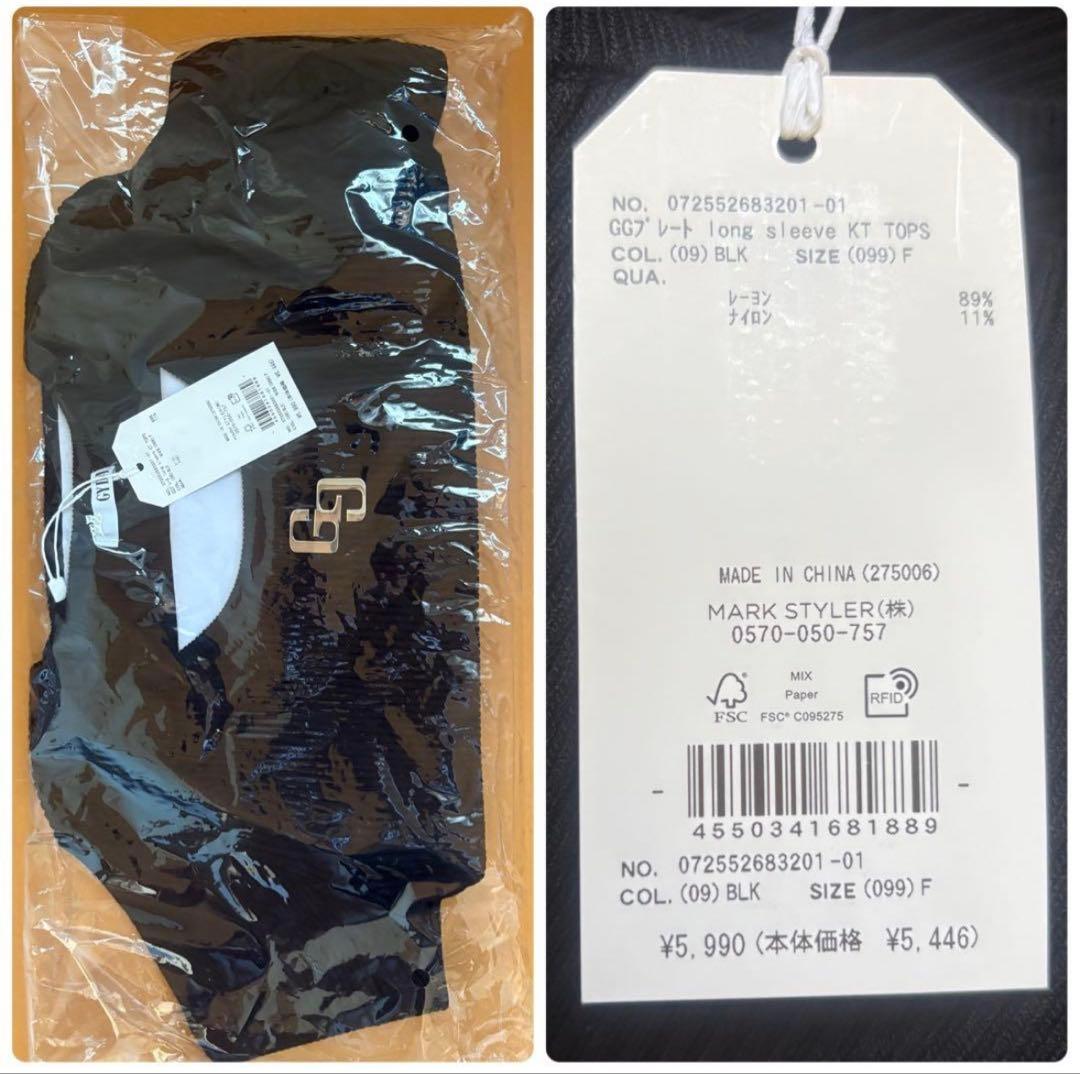 GG
NO. 072552683201-01
GGプレート long sleeve KT TOPS
COL. (09) BLK SIZE (099) F
QUA.
レーヨン 89%
ナイロン 11%
MADE IN CHINA (275006)
MARK STYLER(株)
0570-050-757
FSC
MIX
Paper
FSC® C095275
RFID
- -
4550341681889
NO. 072552683201-01
COL. (09) BLK SIZE (099) F
¥5,990 (本体価格 ¥5,446)